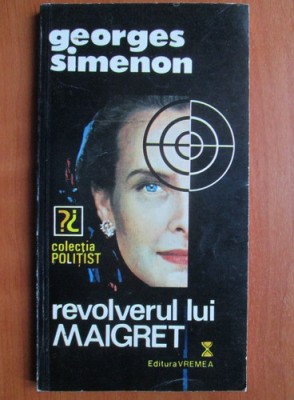 georges
simenon
colecția
POLIȚIST
revolverul lui
MAIGRET
Editura VREMEA